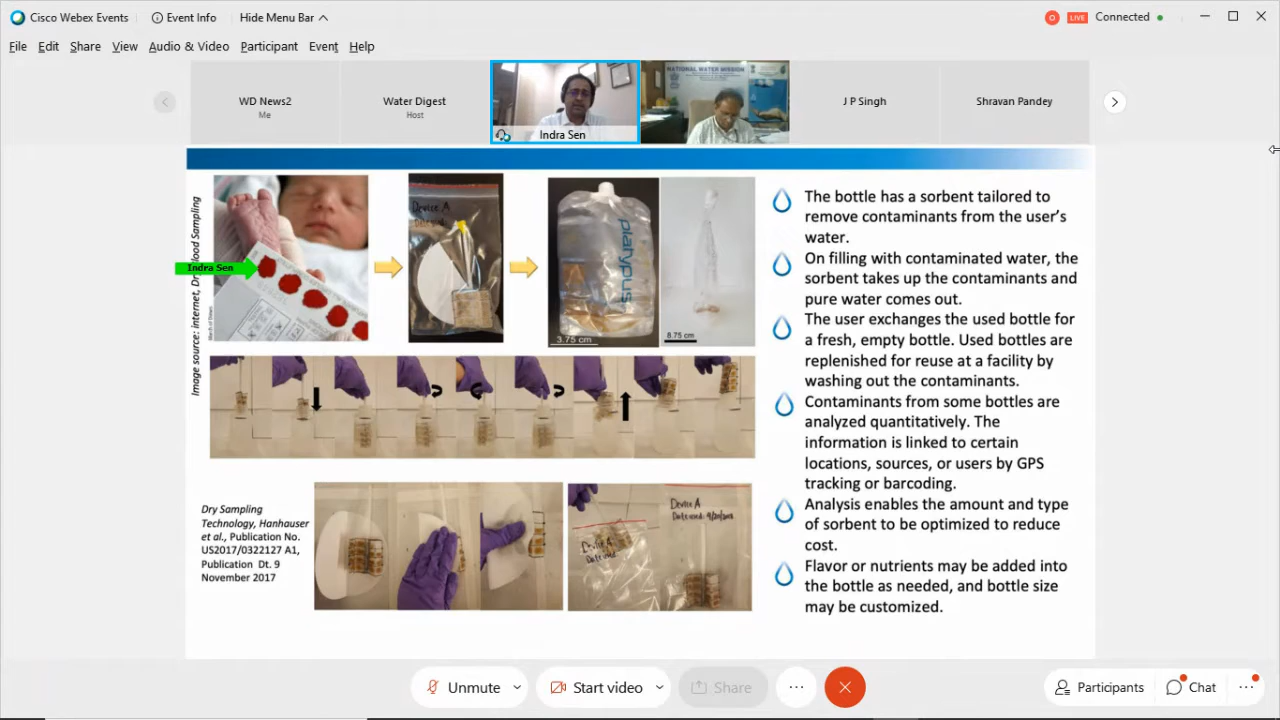 Cisco Webex Events
Event Info
Hide Menu Bar
LIVE
Connected
File Edit Share View Audio & Video Participant Event Help
WD News2
Me
Water Digest
Host
Indra Sen
NATIONAL WATER MISSION
J P Singh
Shravan Pandey
Image source: internet, Dr
lood Sampling
Indra Sen
Device A
platypus
3.75 cm
8.75 cm
Dry Sampling
Technology, Hanhauser
et al., Publication No.
US2017/0322127 A1,
Publication Dt. 9
November 2017
Device A
Device A
The bottle has a sorbent tailored to
remove contaminants from the user's
water.
On filling with contaminated water, the
sorbent takes up the contaminants and
pure water comes out.
The user exchanges the used bottle for
a fresh, empty bottle. Used bottles are
replenished for reuse at a facility by
washing out the contaminants.
Contaminants from some bottles are
analyzed quantitatively. The
information is linked to certain
locations, sources, or users by GPS
tracking or barcoding.
Analysis enables the amount and type
of sorbent to be optimized to reduce
cost.
Flavor or nutrients may be added into
the bottle as needed, and bottle size
may be customized.
Unmute
Start video
Share
Participants
Chat